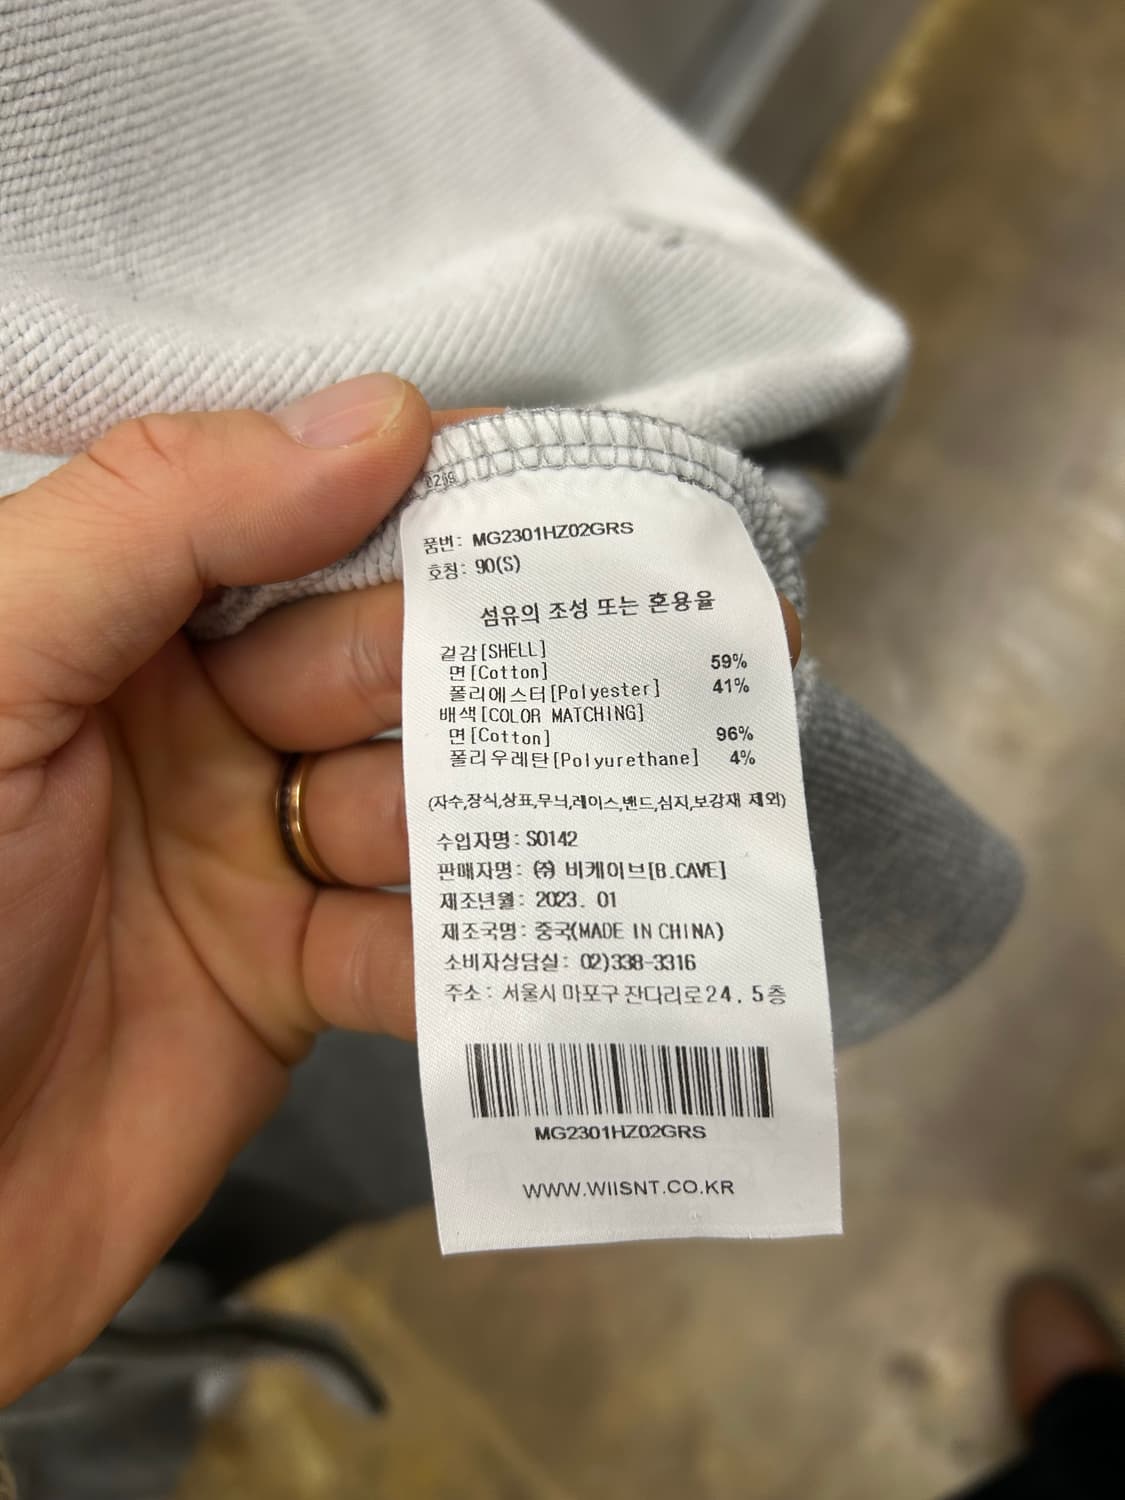 0269
품번: MG2301HZ02GRS
호칭: 90(S)
섬유의 조성 또는 혼용율
겉감[SHELL]
면[Cotton] 59%
폴리에스터[Polyester] 41%
배색[COLOR MATCHING]
면[Cotton] 96%
폴리우레탄[Polyurethane] 4%
(자수,장식,상표,무늬,레이스,밴드,심지,보강재 제외)
수입자명: SO142
판매자명: ㈜ 비케이브[B.CAVE]
제조년월: 2023. 01
제조국명: 중국(MADE IN CHINA)
소비자상담실: 02)338-3316
주소: 서울시 마포구 잔다리로24, 5층
MG2301HZ02GRS
WWW.WIISNT.CO.KR